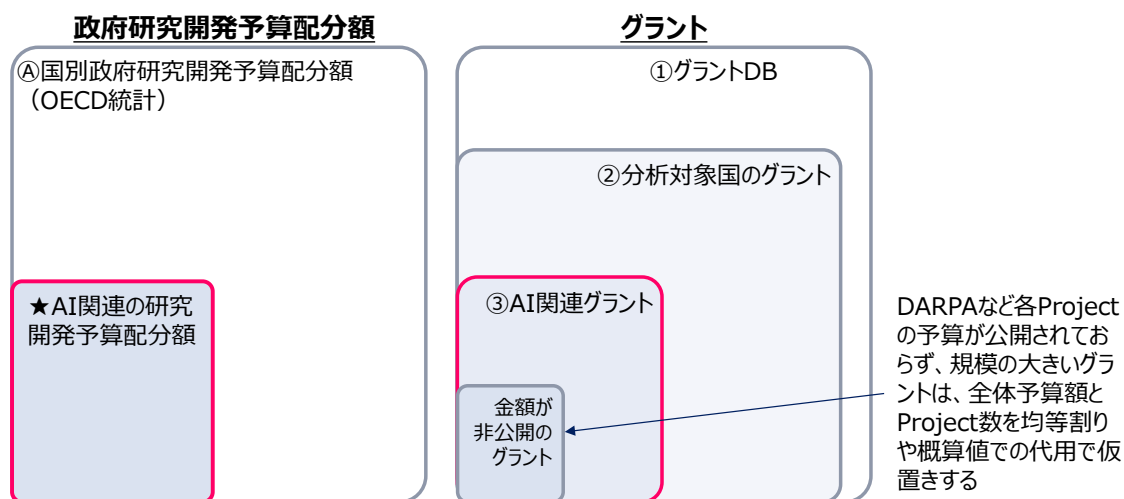 政府研究開発予算配分額
Ⓐ国別政府研究開発予算配分額
（OECD統計）
★AI関連の研究
開発予算配分額
グラント
①グラントDB
②分析対象国のグラント
③AI関連グラント
金額が
非公開の
グラント
DARPAなど各Project
の予算が公開されてお
らず、規模の大きいグラ
ントは、全体予算額と
Project数を均等割り
や概算値での代用で仮
置きする